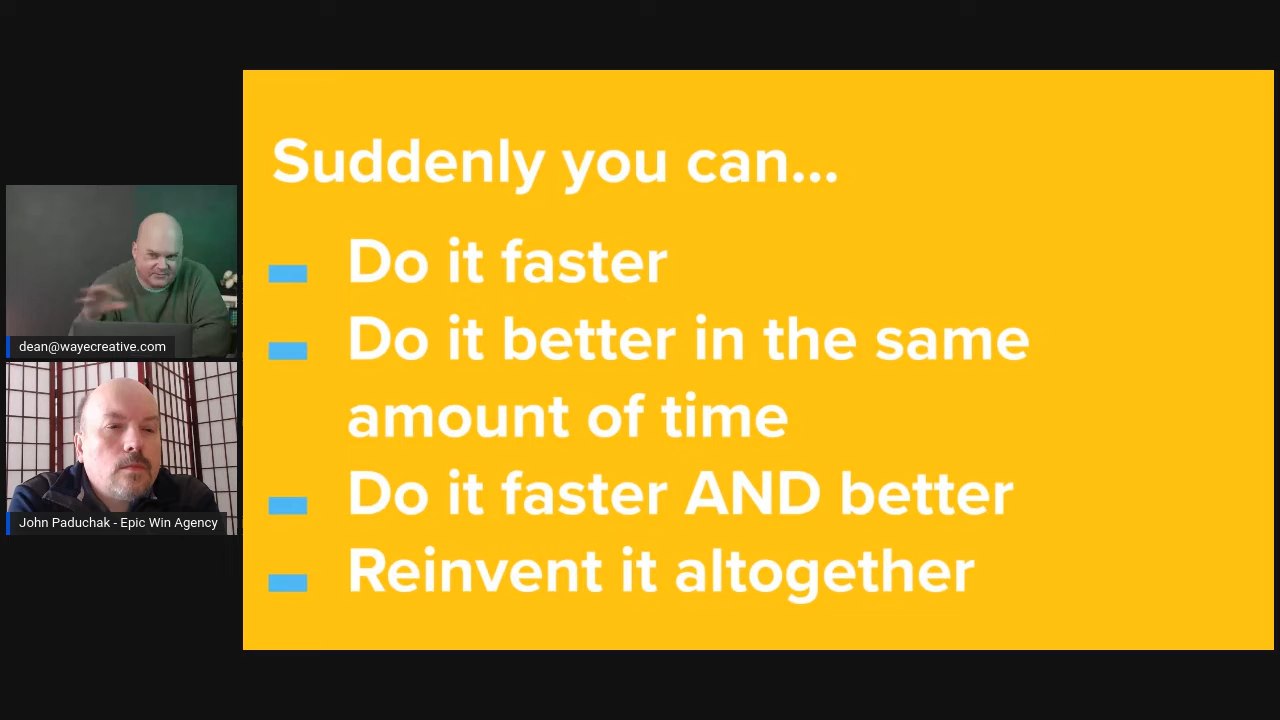 Suddenly you can...
Do it faster
Do it better in the same
amount of time
Do it faster AND better
Reinvent it altogether
dean@wayecreative.com
John Paduchak - Epic Win Agency